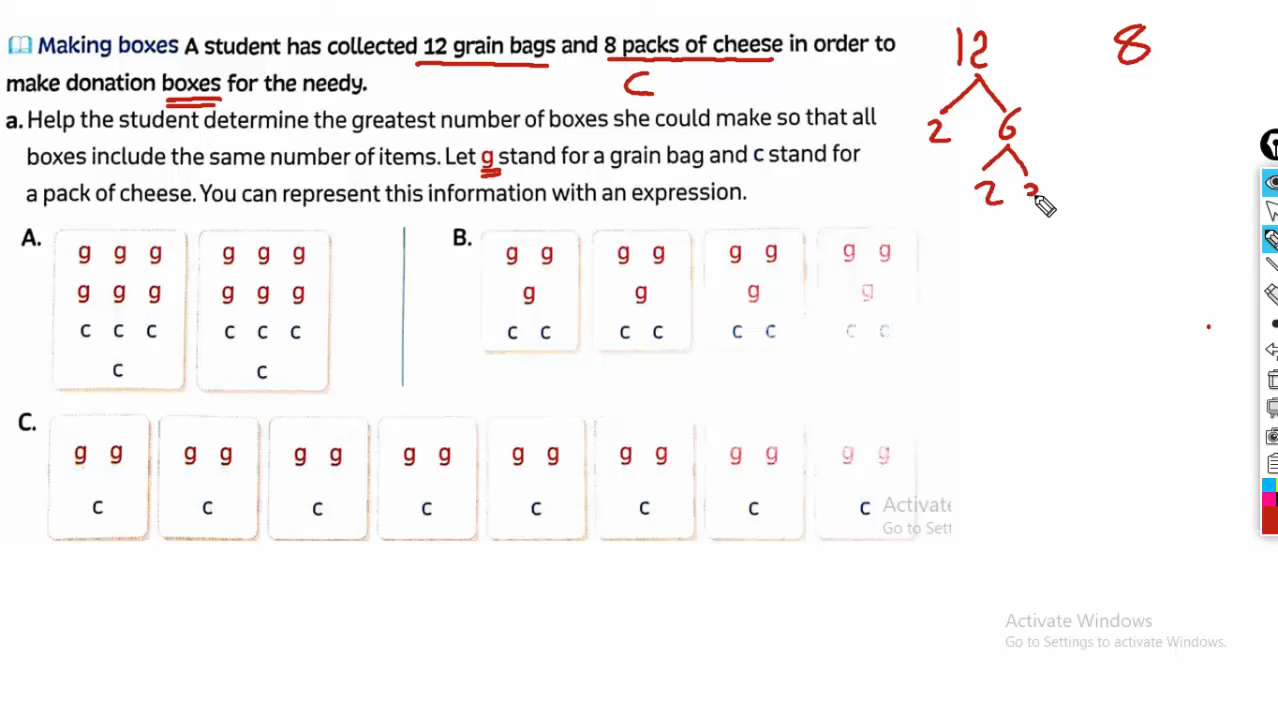 Making boxes A student has collected 12 grain bags and 8 packs of cheese in order to
make donation boxes for the needy.
C
a. Help the student determine the greatest number of boxes she could make so that all
boxes include the same number of items. Let g stand for a grain bag and c stand for
a pack of cheese. You can represent this information with an expression.
12 8
2 6
2
A.
g g g g g g
g g g g g g
c c c c c c
c c
B.
g g g g g g g g
g g g g
c c c c c c c c
C.
g g g g g g g g g g g g g g g g
c c c c c c c c
Activate
Go to Sett
Activate Windows
Go to Settings to activate Windows.